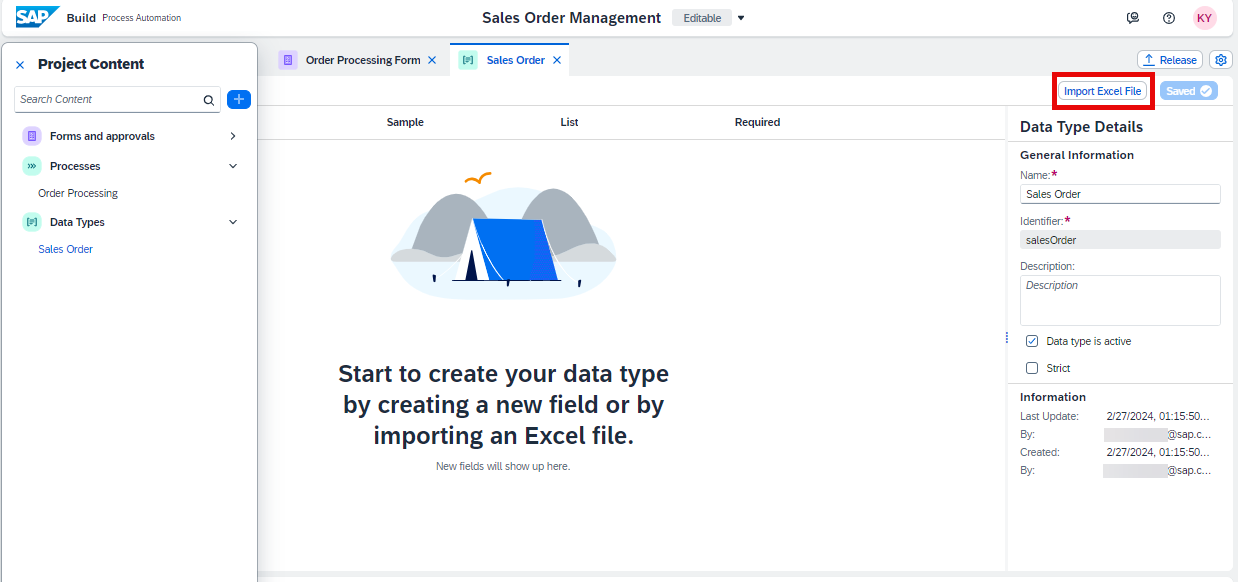 SAP Build Process Automation
Sales Order Management Editable
KY
Project Content
Search Content
Forms and approvals
Processes
Order Processing
Data Types
Sales Order
Order Processing Form
Sales Order
Release
Import Excel File
Saved
Sample List Required
Start to create your data type
by creating a new field or by
importing an Excel file.
New fields will show up here.
Data Type Details
General Information
Name:*
Sales Order
Identifier:*
salesOrder
Description:
Description
Data type is active
Strict
Information
Last Update: 2/27/2024, 01:15:50...
By: @sap.c...
Created: 2/27/2024, 01:15:50...
By: @sap.c...